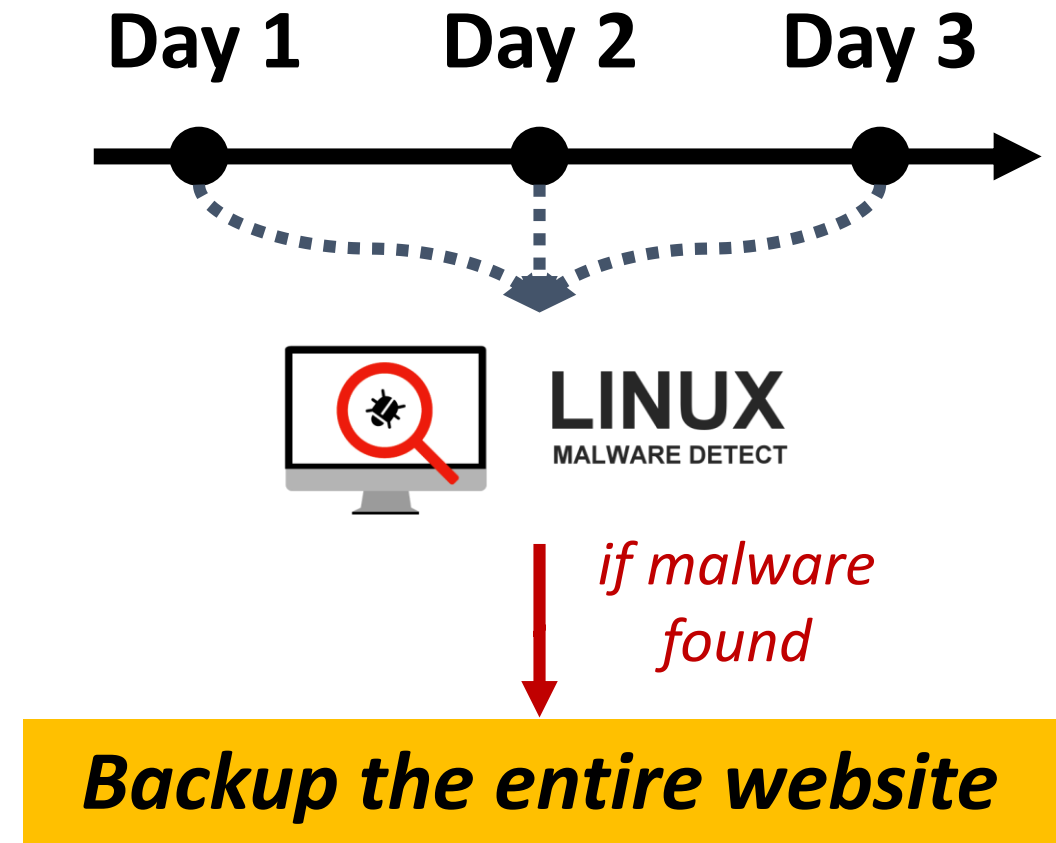 Day 1 Day 2 Day 3
LINUX
MALWARE DETECT
if malware
found
Backup the entire website